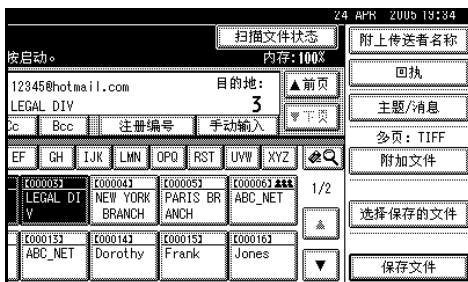 24 APR 2005 19:34
扫描文件状态
附上传送者名称
按启动。
内存:100%
回执
12345@hotmail.com
目的地:
▲前页
LEGAL DIV
3
▼下页
主题/消息
Cc
Bcc
注册编号
手动输入
多页: TIFF
附加文件
EF
GH
IJK
LMN
OPQ
RST
UVW
XYZ
[00003]
LEGAL DI
V
[00004]
NEW YORK
BRANCH
[00005]
PARIS BR
ANCH
[00006]
ABC_NET
1/2
选择保存的文件
[00013]
ABC_NET
[00014]
Dorothy
[00015]
Frank
[00016]
Jones
保存文件